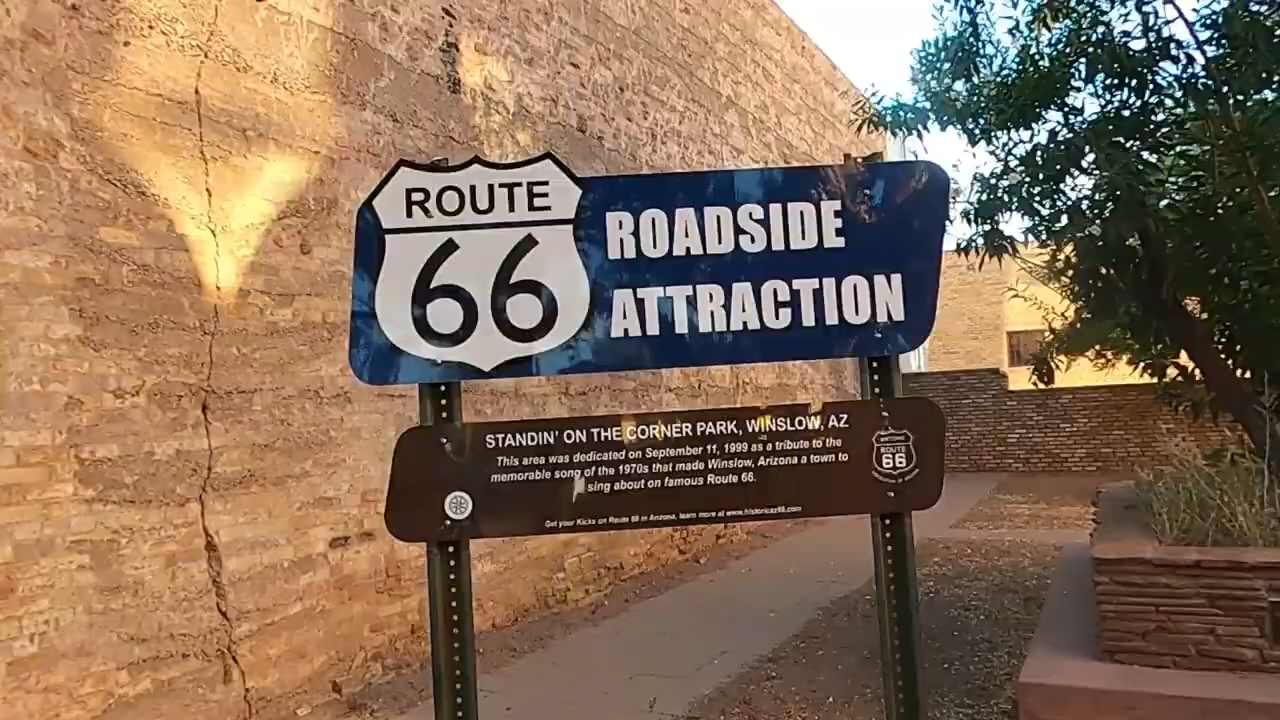 ROUTE
66
ROADSIDE
ATTRACTION
STANDIN' ON THE CORNER PARK, WINSLOW, AZ
This area was dedicated on September 11, 1999 as a tribute to the
memorable song of the 1970s that made Winslow, Arizona a town to
sing about on famous Route 66.
Get your Kicks on Route 66 in Arizona, learn more at www.historicaz66.com
HISTORIC
ROUTE
66